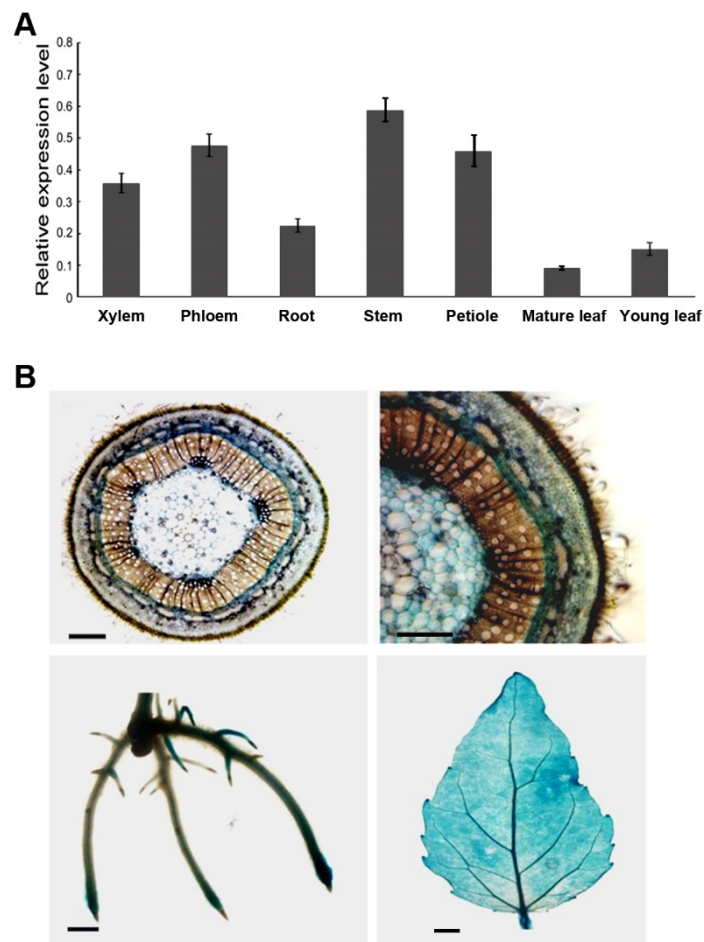 A
Relative expression level
0.8
0.7
0.6
0.5
0.4
0.3
0.2
0.1
0
Xylem Phloem Root Stem Petiole Mature leaf Young leaf
B